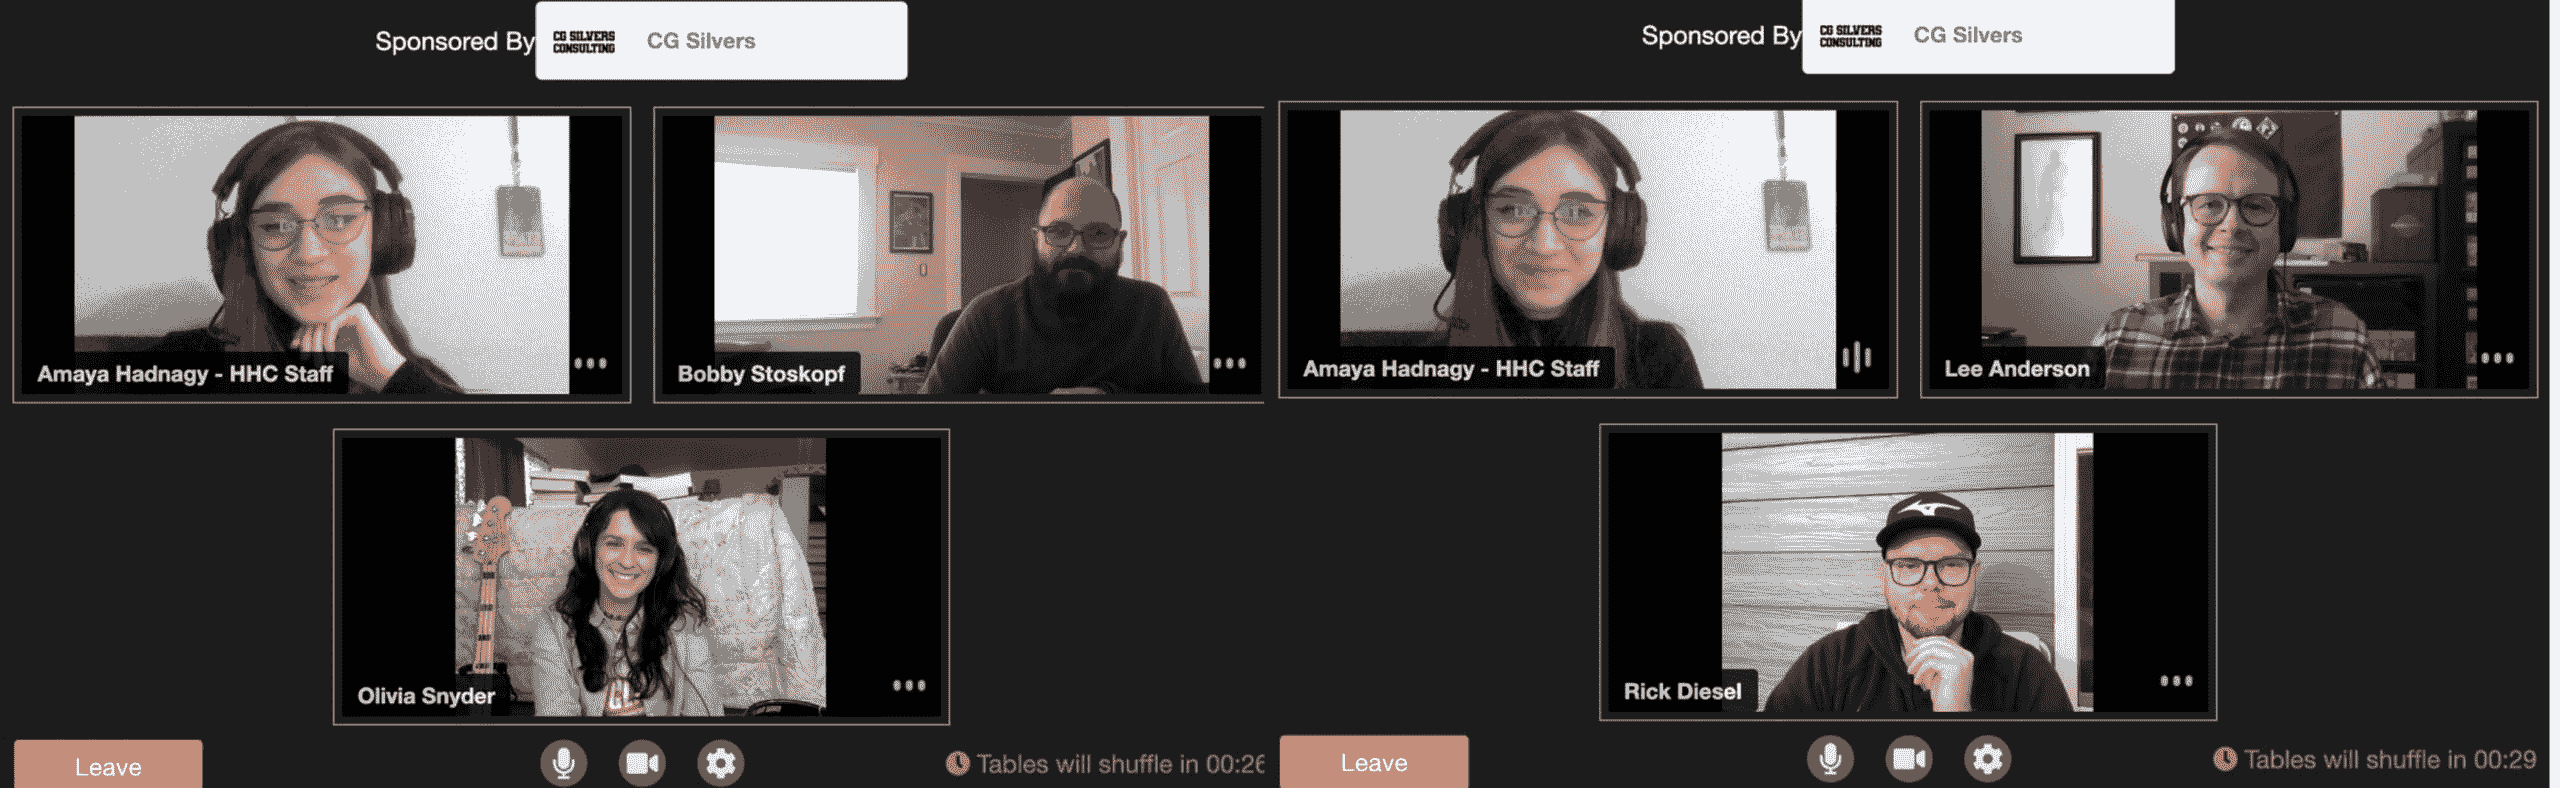 Sponsored By
CG SILVERS
CONSULTING
CG Silvers
Amaya Hadnagy - HHC Staff
Bobby Stoskopf
Olivia Snyder
Leave
Tables will shuffle in 00:26
Sponsored By
CG SILVERS
CONSULTING
CG Silvers
Amaya Hadnagy - HHC Staff
Lee Anderson
Rick Diesel
Leave
Tables will shuffle in 00:29